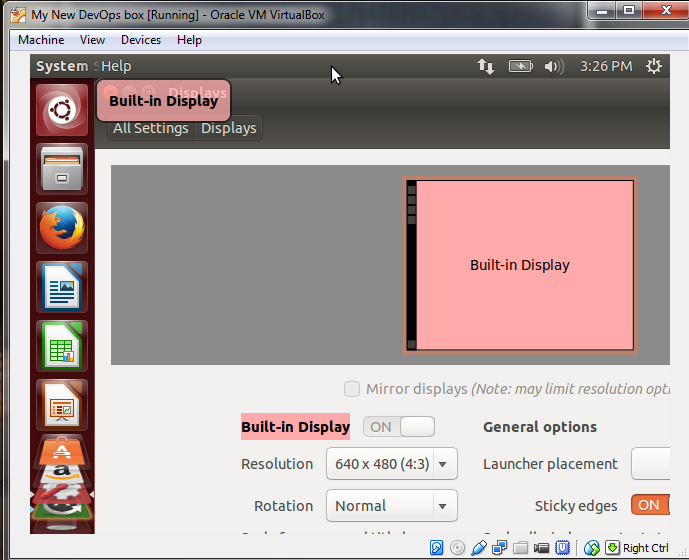 My New DevOps box [Running] - Oracle VM VirtualBox
Machine View Devices Help
System Help 3:26 PM
Displays
Built-in Display
All Settings Displays
Built-in Display
Mirror displays (Note: may limit resolution opti
Built-in Display ON General options
Resolution 640 x 480 (4:3) Launcher placement
Rotation Normal Sticky edges ON
Right Ctrl